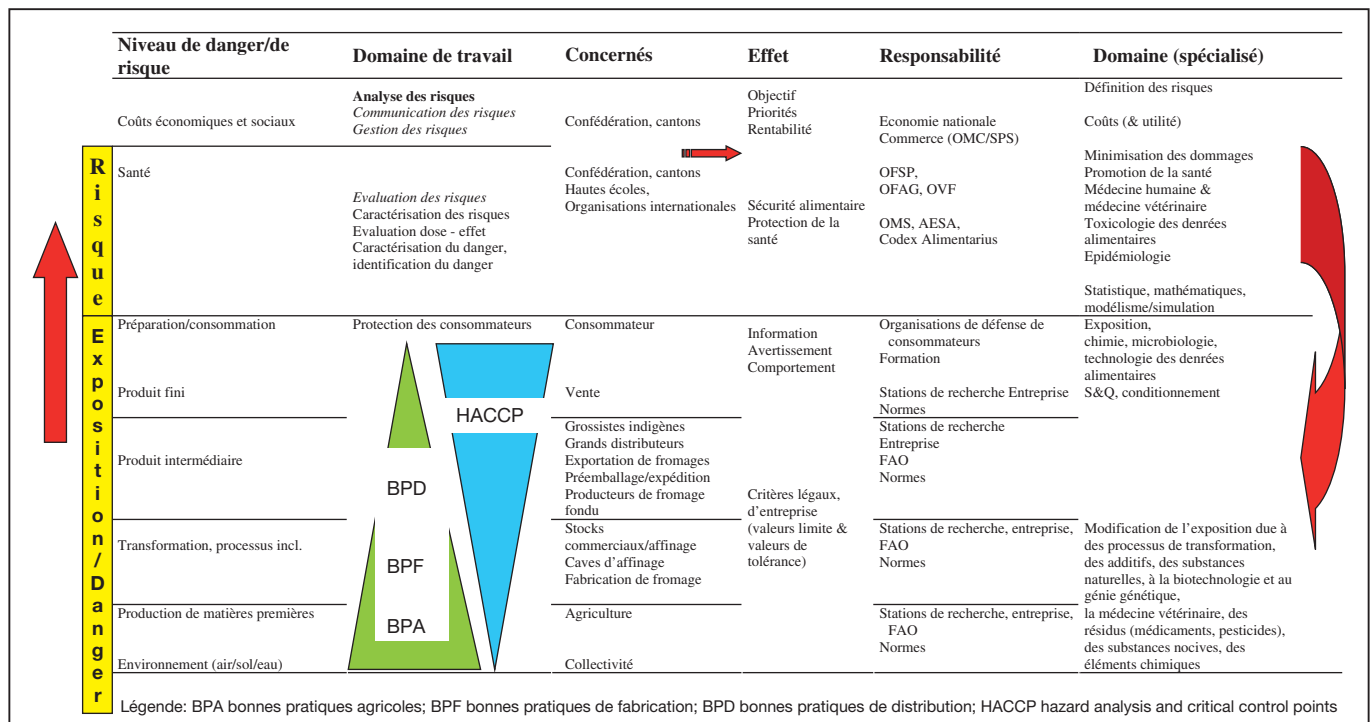 Niveau de danger/de
risque
Domaine de travail
Concernés
Effet
Responsabilité
Domaine (spécialisé)
Coûts économiques et sociaux
Analyse des risques
Communication des risques
Gestion des risques
Confédération, cantons
Objectif
Priorités
Rentabilité
Economie nationale
Commerce (OMC/SPS)
Définition des risques
Coûts (& utilité)
Risque
Santé
Evaluation des risques
Caractérisation des risques
Evaluation dose - effet
Caractérisation du danger,
identification du danger
Confédération, cantons
Hautes écoles,
Organisations internationales
Sécurité alimentaire
Protection de la
santé
OFSP,
OFAG, OVF
OMS, AESA,
Codex Alimentarius
Minimisation des dommages
Promotion de la santé
Médecine humaine &
médecine vétérinaire
Toxicologie des denrées
alimentaires
Epidémiologie
Statistique, mathématiques,
modélisme/simulation
Exposition/Danger
Préparation/consommation
Protection des consommateurs
Consommateur
Information
Avertissement
Comportement
Organisations de défense de
consommateurs
Formation
Exposition,
chimie, microbiologie,
technologie des denrées
alimentaires
S&Q, conditionnement
Produit fini
HACCP
Vente
Stations de recherche Entreprise
Normes
Produit intermédiaire
BPD
Grossistes indigènes
Grands distributeurs
Exportation de fromages
Préemballage/expédition
Producteurs de fromage
fondu
Critères légaux,
d'entreprise
(valeurs limite &
valeurs de
tolérance)
Stations de recherche
Entreprise
FAO
Normes
Transformation, processus incl.
BPF
Stocks
commerciaux/affinage
Caves d'affinage
Fabrication de fromage
Stations de recherche, entreprise,
FAO
Normes
Modification de l'exposition due à
des processus de transformation,
des additifs, des substances
naturelles, à la biotechnologie et au
génie génétique,
Production de matières premières
BPA
Agriculture
Stations de recherche, entreprise,
FAO
Normes
la médecine vétérinaire, des
résidus (médicaments, pesticides),
des substances nocives, des
éléments chimiques
Environnement (air/sol/eau)
Collectivité
Légende: BPA bonnes pratiques agricoles; BPF bonnes pratiques de fabrication; BPD bonnes pratiques de distribution; HACCP hazard analysis and critical control points